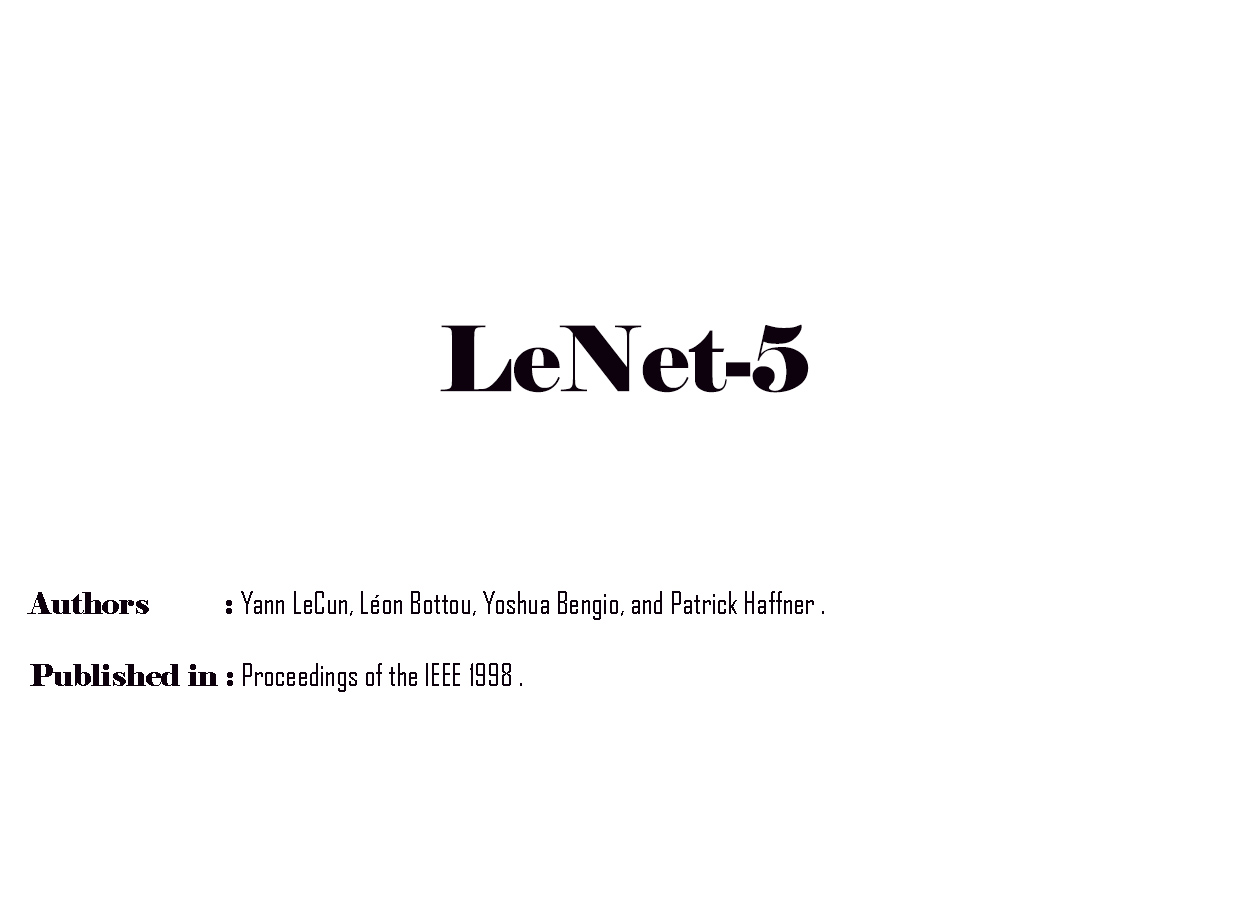 LeNet-5
Authors : Yann LeCun, Léon Bottou, Yoshua Bengio, and Patrick Haffner .
Published in : Proceedings of the IEEE 1998 .